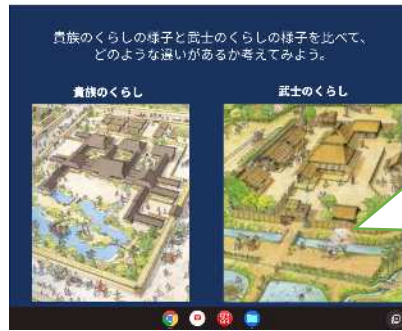 貴族のくらしの様子と武士のくらしの様子を比べて、
どのような違いがあるか考えてみよう。
貴族のくらし
武士のくらし